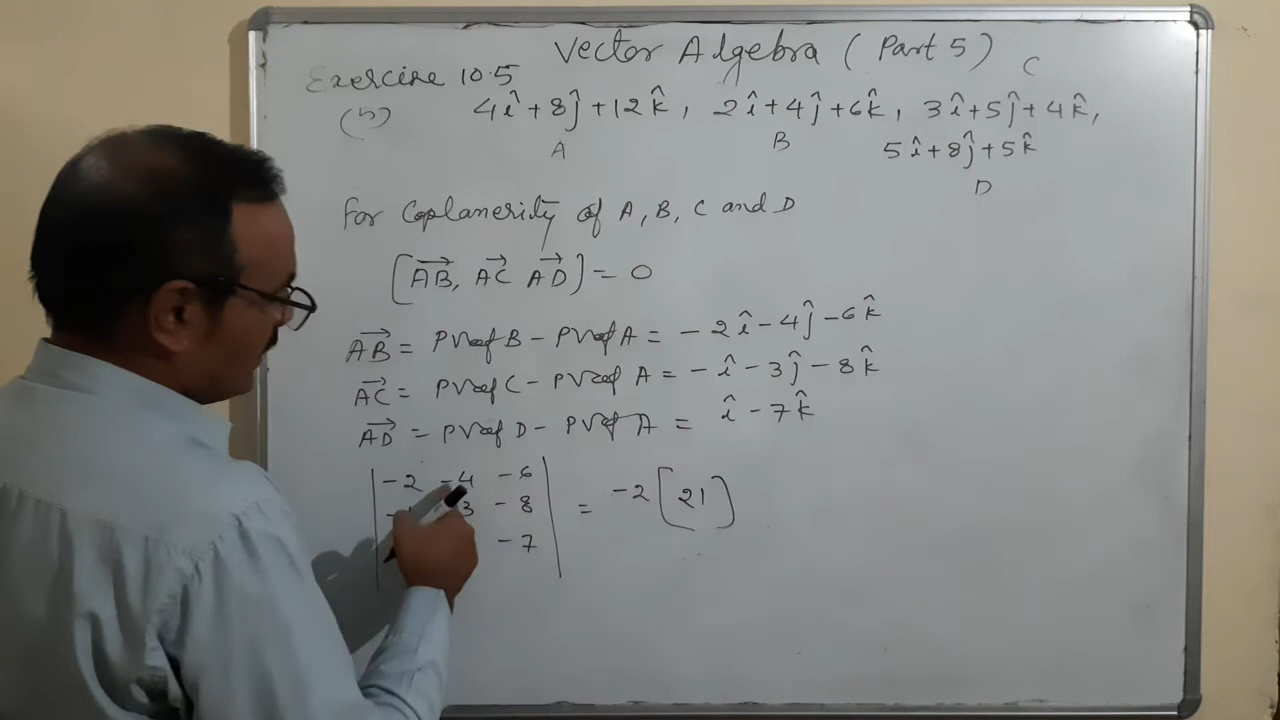 Vector Algebra (Part 5)
Exercise 10.5
(5) 4î+8ĵ+12k̂, 2î+4ĵ+6k̂, 3î+5ĵ+4k̂,
A B C
5î+8ĵ+5k̂
D
For Coplanerity of A, B, C and D
[AB⃗, AC⃗ AD⃗] = 0
AB⃗ = PV of B - PV of A = -2î-4ĵ-6k̂
AC⃗ = PV of C - PV of A = -î-3ĵ-8k̂
AD⃗ = PV of D - PV of A = î-7k̂
| -2 -4 -6 |
3 -8 = -2[21]
-7